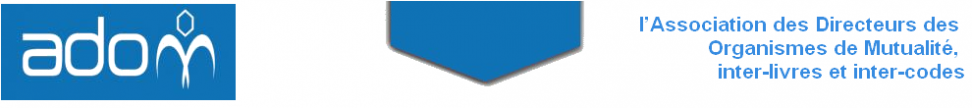 adom
l'Association des Directeurs des
Organismes de Mutualité,
inter-livres et inter-codes